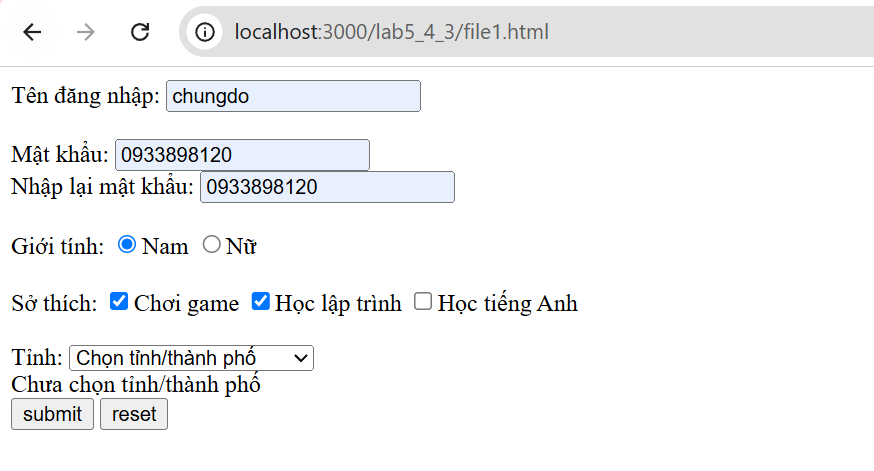 localhost:3000/lab5_4_3/file1.html
Tên đăng nhập: chungdo
Mật khẩu: 0933898120
Nhập lại mật khẩu: 0933898120
Giới tính: Nam Nữ
Sở thích: Chơi game Học lập trình Học tiếng Anh
Tỉnh: Chọn tỉnh/thành phố
Chưa chọn tỉnh/thành phố
submit reset